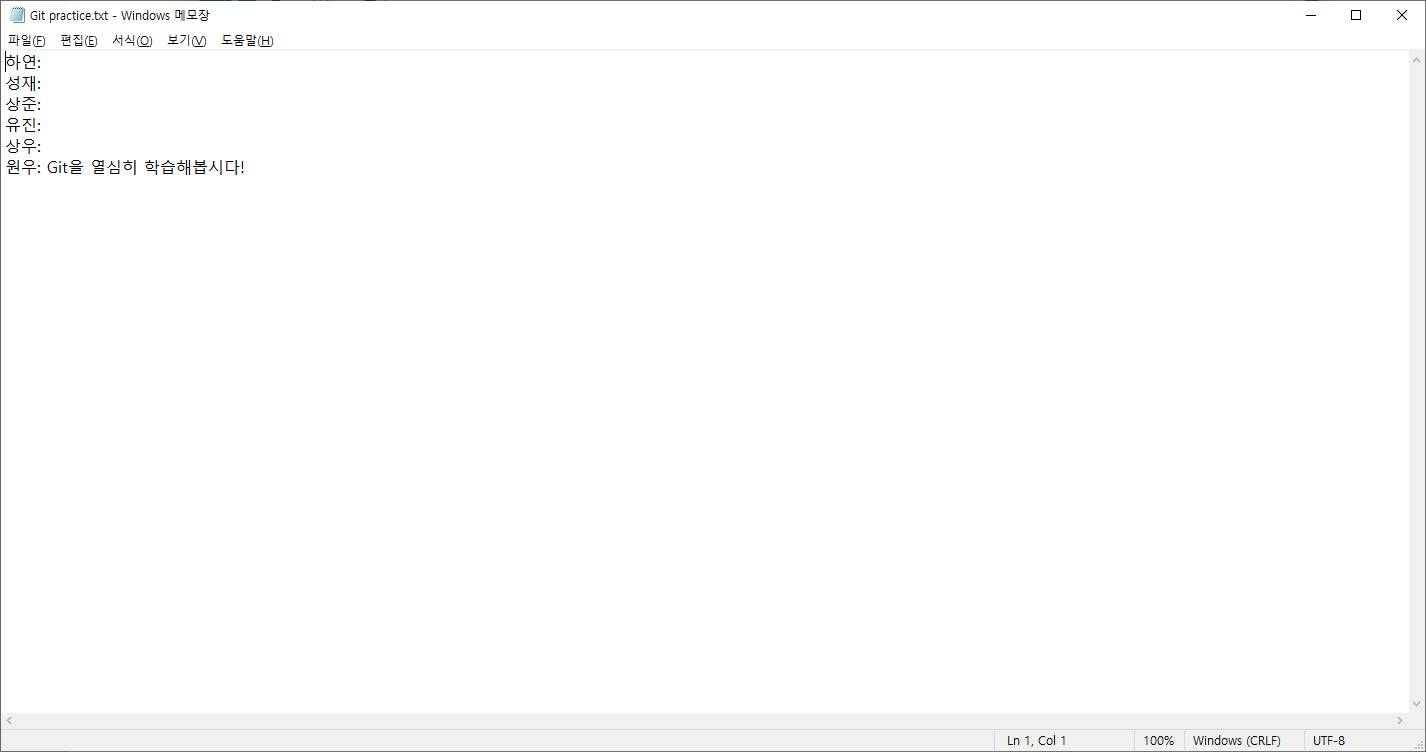 Git practice.txt - Windows 메모장
파일(F) 편집(E) 서식(O) 보기(V) 도움말(H)
하연:
성재:
상준:
유진:
상우:
원우: Git을 열심히 학습해봅시다!
Ln 1, Col 1 100% Windows (CRLF) UTF-8